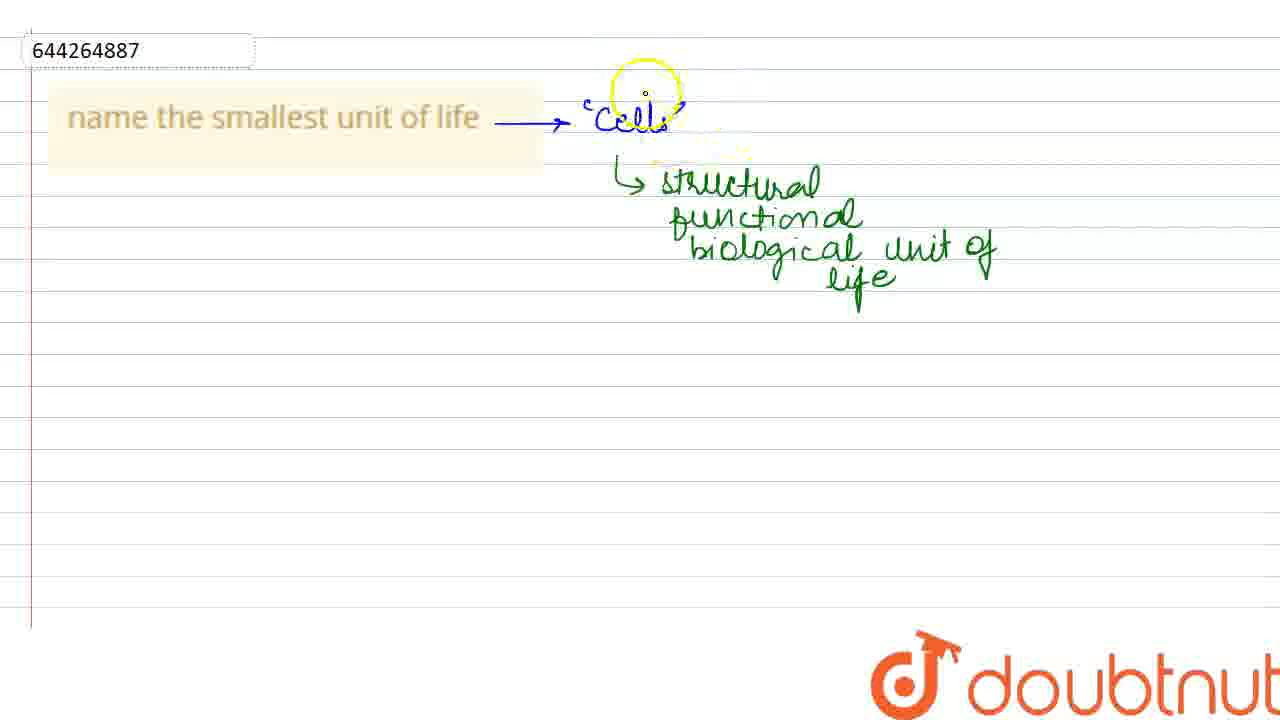 644264887
name the smallest unit of life → "Cells"
↳ structural
functional
biological unit of
life
doubtnut